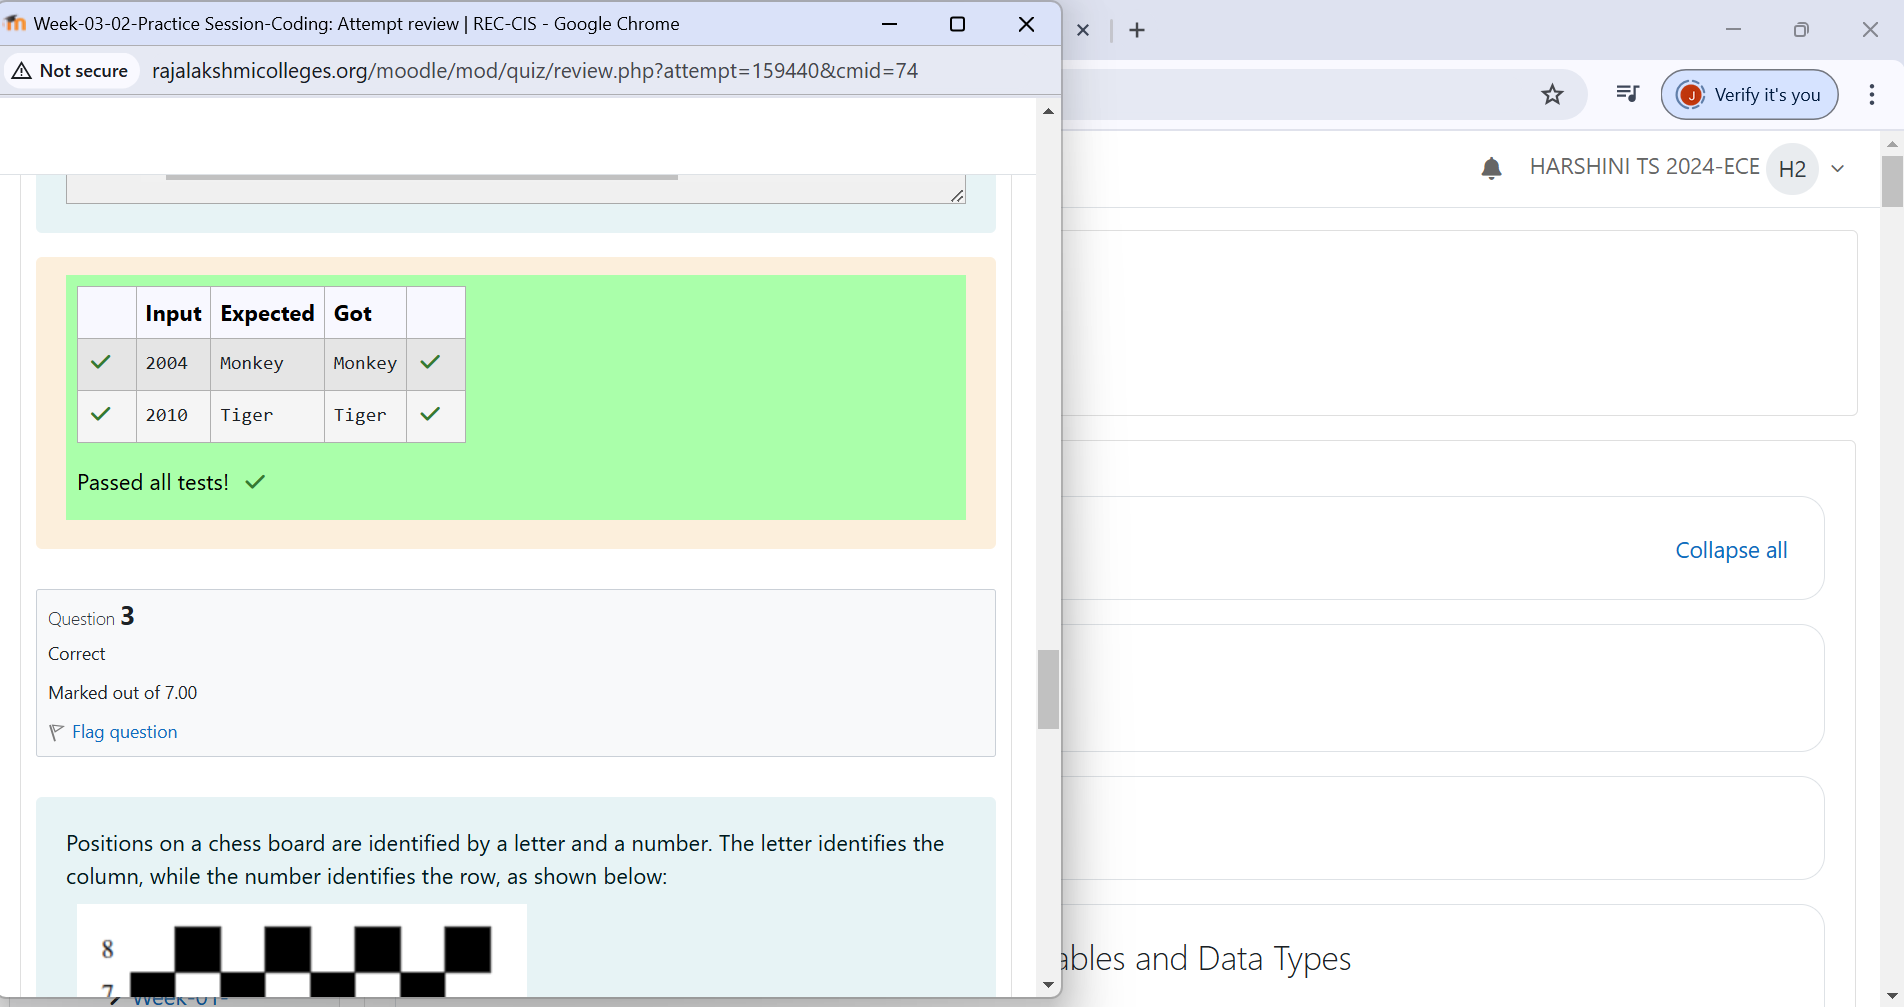 Week-03-02-Practice Session-Coding: Attempt review | REC-CIS - Google Chrome
Not secure rajalakshmicolleges.org/moodle/mod/quiz/review.php?attempt=159440&cmid=74
J Verify it's you
HARSHINI TS 2024-ECE H2
Input Expected Got
2004 Monkey Monkey
2010 Tiger Tiger
Passed all tests!
Question 3
Correct
Marked out of 7.00
Flag question
Positions on a chess board are identified by a letter and a number. The letter identifies the
column, while the number identifies the row, as shown below:
8
7
Week-01-
Collapse all
ables and Data Types